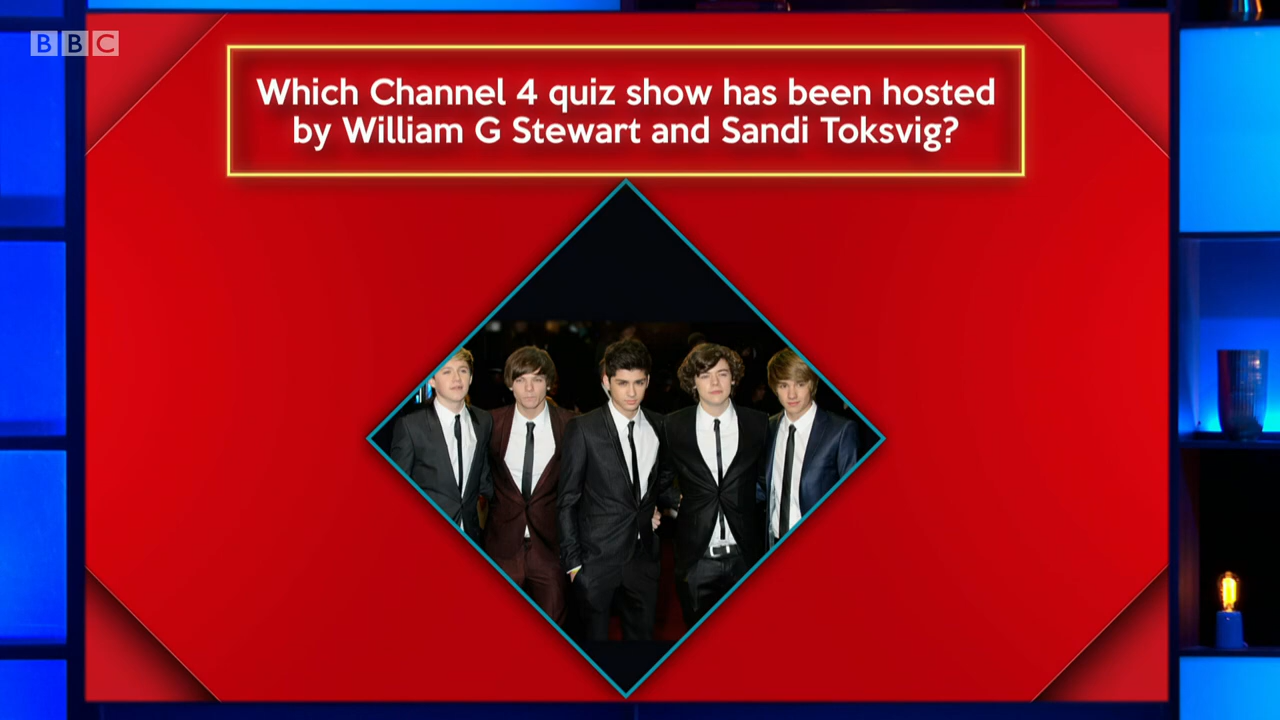 BBC
Which Channel 4 quiz show has been hosted
by William G Stewart and Sandi Toksvig?